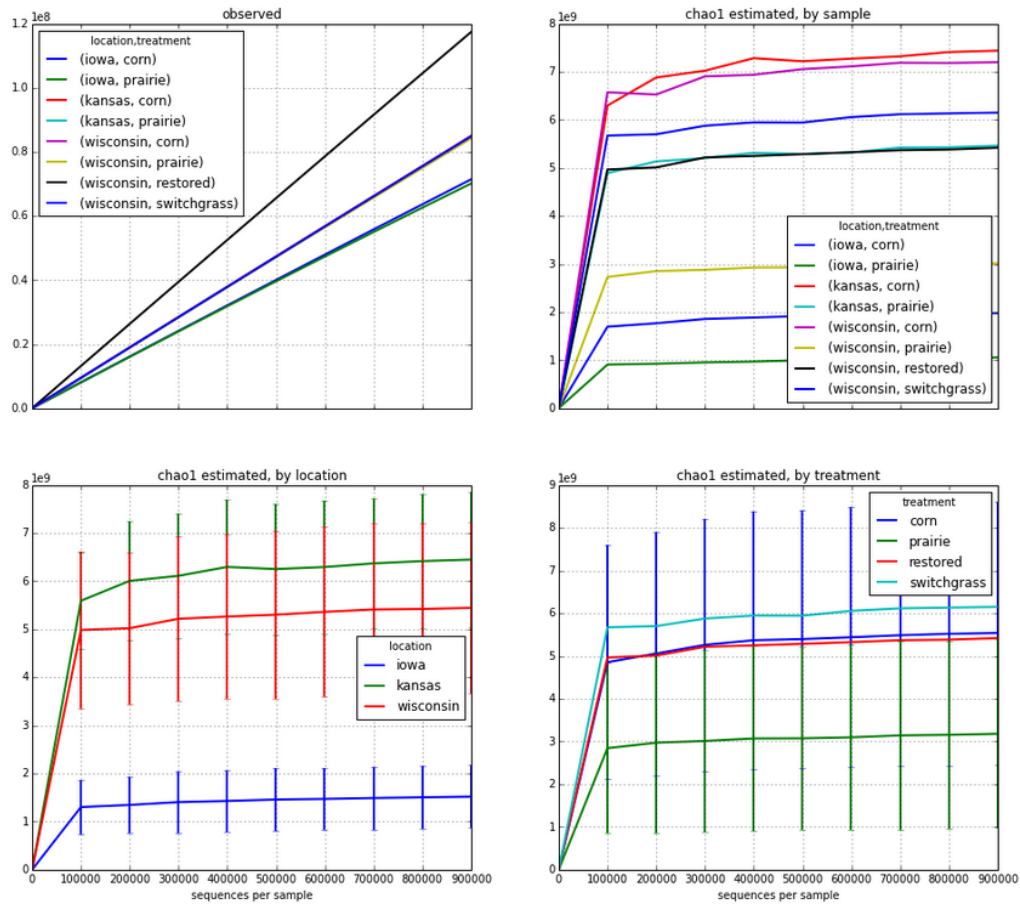 observed
1e8
1.2
1.0
0.8
0.6
0.4
0.2
0.0
location,treatment
(iowa, corn)
(iowa, prairie)
(kansas, corn)
(kansas, prairie)
(wisconsin, corn)
(wisconsin, prairie)
(wisconsin, restored)
(wisconsin, switchgrass)
chao1 estimated, by sample
1e9
8
7
6
5
4
3
2
1
0
location,treatment
(iowa, corn)
(iowa, prairie)
(kansas, corn)
(kansas, prairie)
(wisconsin, corn)
(wisconsin, prairie)
(wisconsin, restored)
(wisconsin, switchgrass)
chao1 estimated, by location
1e9
8
7
6
5
4
3
2
1
0
location
iowa
kansas
wisconsin
0 100000 200000 300000 400000 500000 600000 700000 800000 900000
sequences per sample
chao1 estimated, by treatment
1e9
9
8
7
6
5
4
3
2
1
0
treatment
corn
prairie
restored
switchgrass
0 100000 200000 300000 400000 500000 600000 700000 800000 900000
sequences per sample